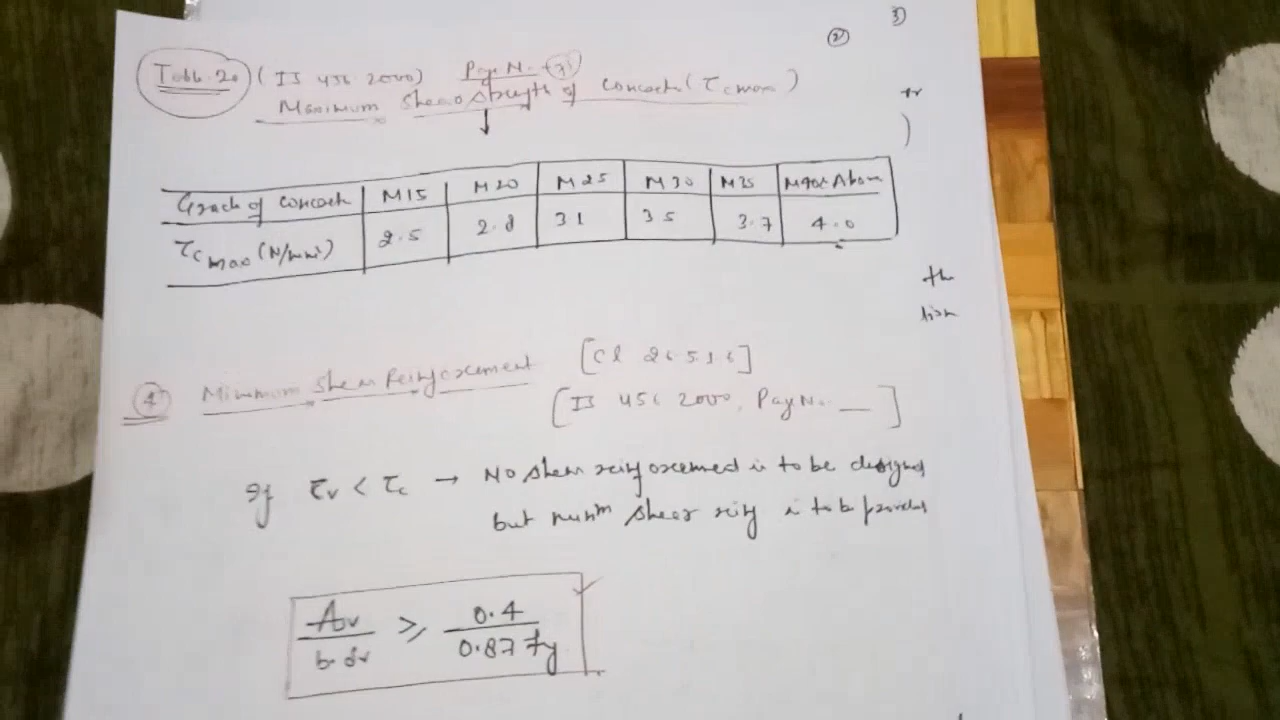 3)
2)
Table 20 (IS 456 2000) Page No. 73
Maximum Shear Strength of Concrete (τc max)
Grade of Concrete M15 M20 M25 M30 M35 M40 & Above
τc max (N/mm²) 2.5 2.8 3.1 3.5 3.7 4.0
the
4 Minimum Shear Reinforcement [Cl 26.5.1.6]
[IS 456 2000, Page No. __]
If τv < τc → No shear reinforcement is to be designed
but minm shear reinf is to be provided
Asv / b.sv ≥ 0.4 / 0.87 fy